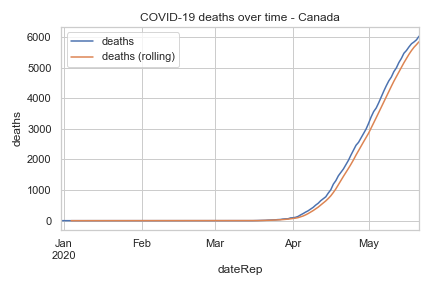 COVID-19 deaths over time - Canada
deaths
deaths (rolling)
6000
5000
4000
3000
2000
1000
0
deaths
Jan
2020
Feb
Mar
Apr
May
dateRep